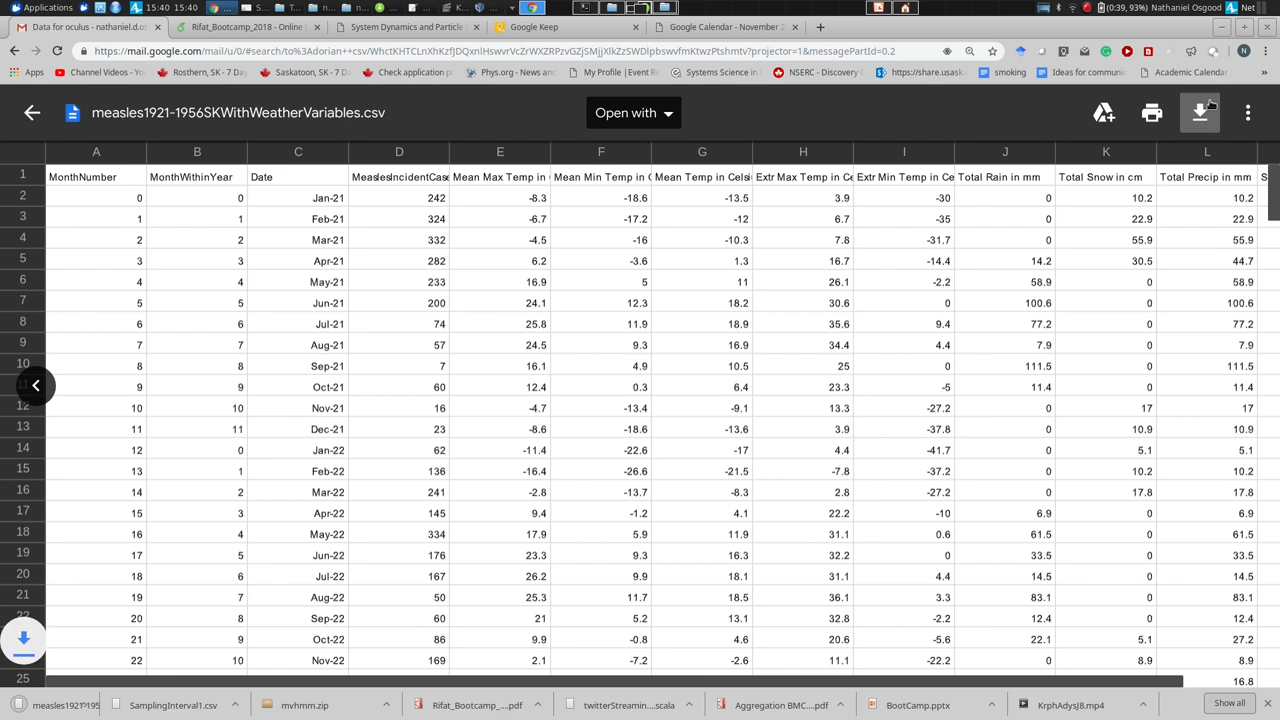 Applications 15:40 15:40 (0:39, 93%) Nathaniel Osgood Net
Data for oculus - nathaniel.d.os Rifat_Bootcamp_2018 - Online L System Dynamics and Particle F Google Keep Google Calendar - November 2
https://mail.google.com/mail/u/0/#search/to%3Adorian++csv/
Apps Channel Videos - Yo Rosthern, SK - 7 Day Saskatoon, SK - 7 Day Check application p Phys.org - News and My Profile |Event R Systems Science in NSERC - Discovery https://share.usask. smoking Ideas for communic Academic Calendar
measles1921-1956SKWithWeatherVariables.csv Open with
A B C D E F G H I J K L
1 MonthNumber MonthWithinYear Date MeaslesIncidentCase Mean Max Temp in Mean Min Temp in C Mean Temp in Celsi Extr Max Temp in Ce Extr Min Temp in Ce Total Rain in mm Total Snow in cm Total Precip in mm S
2 0 0 Jan-21 242 -8.3 -18.6 -13.5 3.9 -30 0 10.2 10.2
3 1 1 Feb-21 324 -6.7 -17.2 -12 6.7 -35 0 22.9 22.9
4 2 2 Mar-21 332 -4.5 -16 -10.3 7.8 -31.7 0 55.9 55.9
5 3 3 Apr-21 282 6.2 -3.6 1.3 16.7 -14.4 14.2 30.5 44.7
6 4 4 May-21 233 16.9 5 11 26.1 -2.2 58.9 0 58.9
7 5 5 Jun-21 200 24.1 12.3 18.2 30.6 0 100.6 0 100.6
8 6 6 Jul-21 74 25.8 11.9 18.9 35.6 9.4 77.2 0 77.2
9 7 7 Aug-21 57 24.5 9.3 16.9 34.4 4.4 7.9 0 7.9
10 8 8 Sep-21 7 16.1 4.9 10.5 25 0 111.5 0 111.5
11 9 9 Oct-21 60 12.4 0.3 6.4 23.3 -5 11.4 0 11.4
12 10 10 Nov-21 16 -4.7 -13.4 -9.1 13.3 -27.2 0 17 17
13 11 11 Dec-21 23 -8.6 -18.6 -13.6 3.9 -37.8 0 10.9 10.9
14 12 0 Jan-22 62 -11.4 -22.6 -17 4.4 -41.7 0 5.1 5.1
15 13 1 Feb-22 136 -16.4 -26.6 -21.5 -7.8 -37.2 0 10.2 10.2
16 14 2 Mar-22 241 -2.8 -13.7 -8.3 2.8 -27.2 0 17.8 17.8
17 15 3 Apr-22 145 9.4 -1.2 4.1 22.2 -10 6.9 0 6.9
18 16 4 May-22 334 17.9 5.9 11.9 31.1 0.6 61.5 0 61.5
19 17 5 Jun-22 176 23.3 9.3 16.3 32.2 0 33.5 0 33.5
20 18 6 Jul-22 167 26.2 9.9 18.1 31.1 4.4 14.5 0 14.5
21 19 7 Aug-22 50 25.3 11.7 18.5 36.1 3.3 83.1 0 83.1
22 20 8 Sep-22 60 21 5.2 13.1 32.8 -2.2 12.4 0 12.4
21 9 Oct-22 86 9.9 -0.8 4.6 20.6 -5.6 22.1 5.1 27.2
24 22 10 Nov-22 169 2.1 -7.2 -2.6 11.1 -22.2 0 8.9 8.9
25 16.8
SamplingInterval1.csv mvhmm.zip Rifat_Bootcamp_....pdf twitterStreamin....scala Aggregation BMC....pdf BootCamp.pptx KrphAdysJ8.mp4 Show all